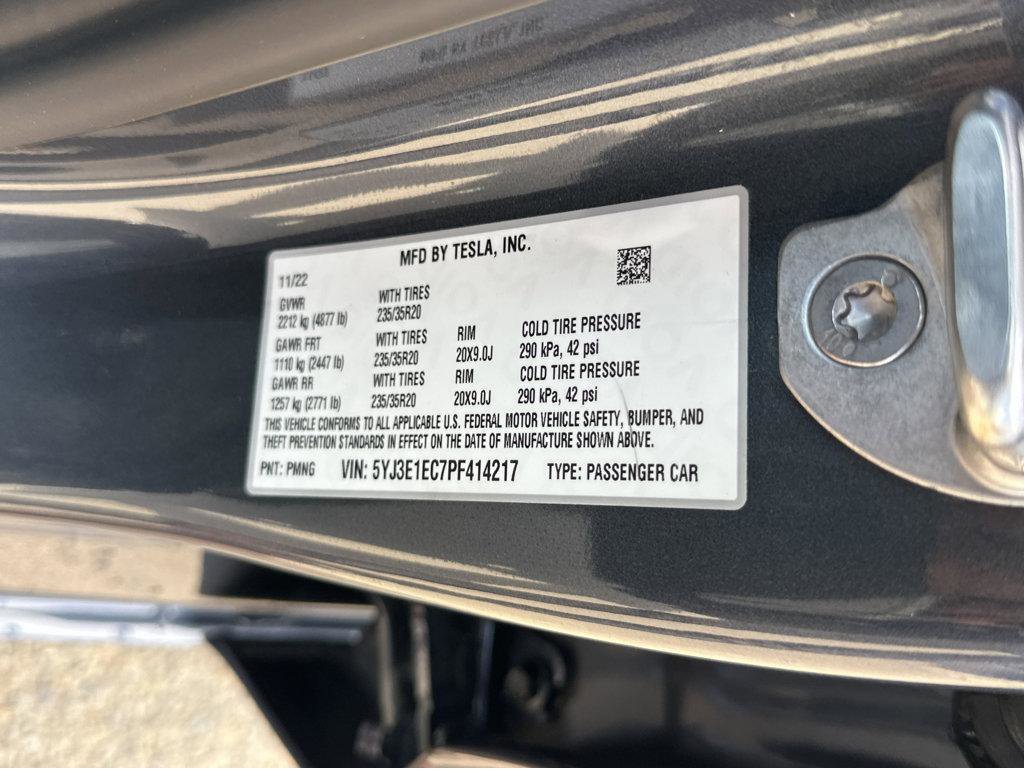 MFD BY TESLA, INC.
11/22
GVWR WITH TIRES
2212 kg (4877 lb) 235/35R20
GAWR FRT WITH TIRES RIM COLD TIRE PRESSURE
1110 kg (2447 lb) 235/35R20 20X9.0J 290 kPa, 42 psi
GAWR RR WITH TIRES RIM COLD TIRE PRESSURE
1257 kg (2771 lb) 235/35R20 20X9.0J 290 kPa, 42 psi
THIS VEHICLE CONFORMS TO ALL APPLICABLE U.S. FEDERAL MOTOR VEHICLE SAFETY, BUMPER, AND
THEFT PREVENTION STANDARDS IN EFFECT ON THE DATE OF MANUFACTURE SHOWN ABOVE.
PNT: PMNG VIN: 5YJ3E1EC7PF414217 TYPE: PASSENGER CAR